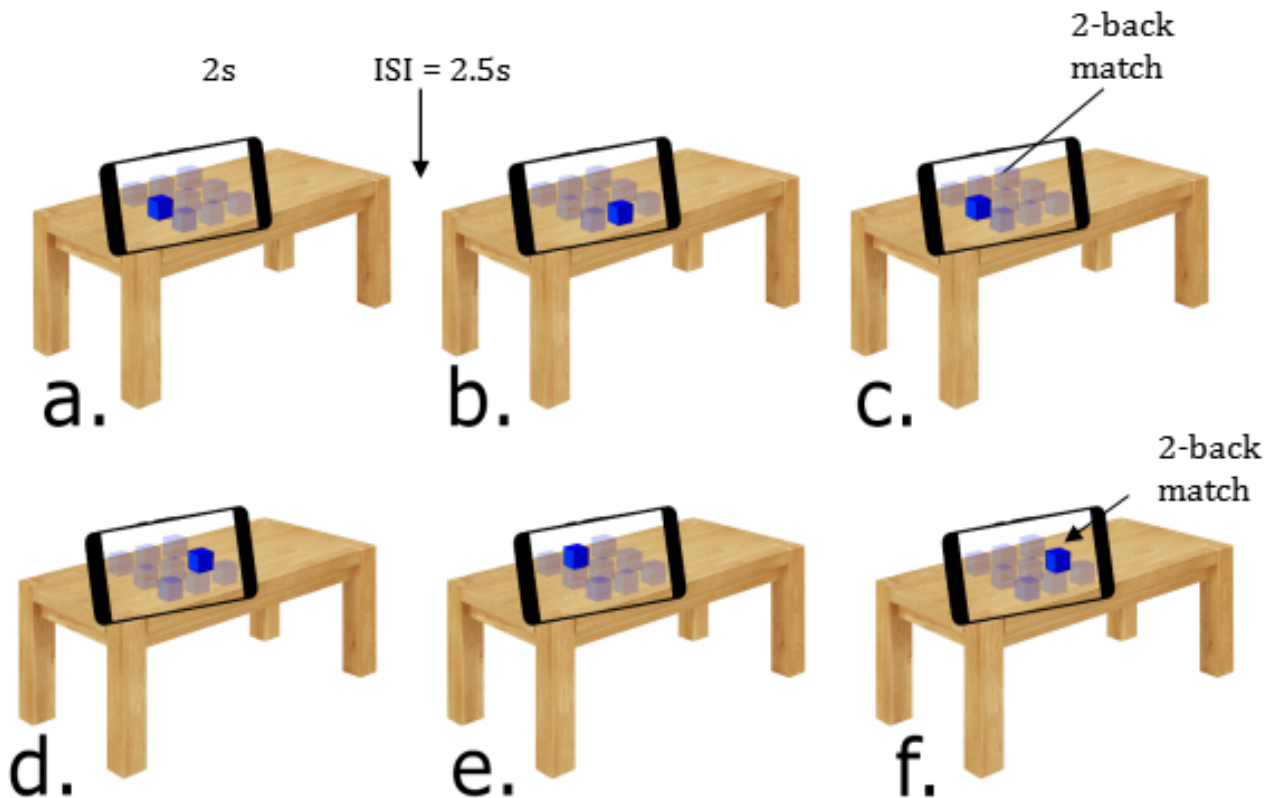 2s
ISI = 2.5s
2-back
match
a.
b.
c.
2-back
match
d.
e.
f.